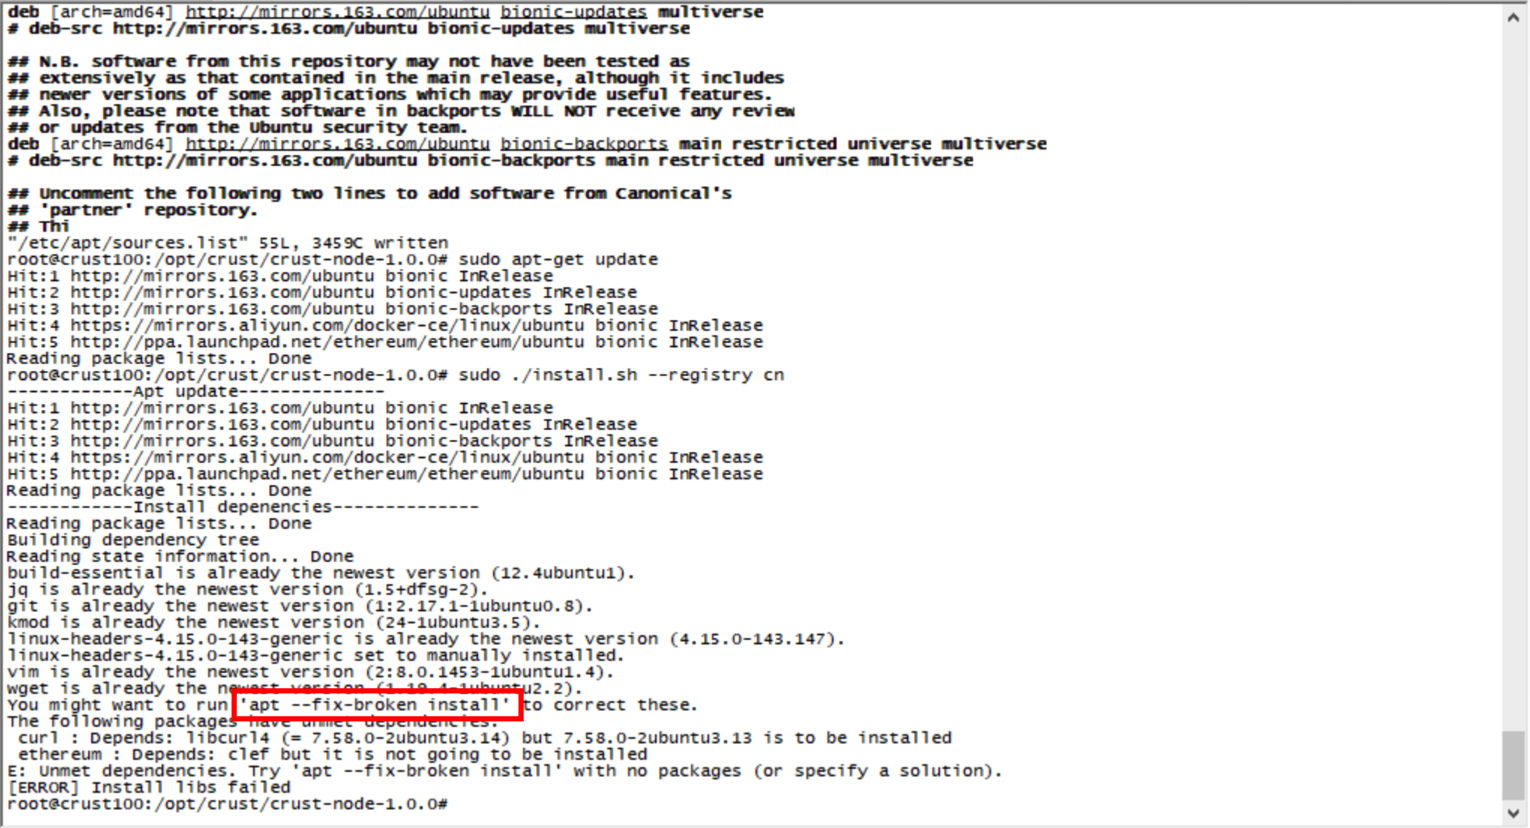 deb [arch=amd64] http://mirrors.163.com/ubuntu bionic-updates multiverse
# deb-src http://mirrors.163.com/ubuntu bionic-updates multiverse
## N.B. software from this repository may not have been tested as
## extensively as that contained in the main release, although it includes
## newer versions of some applications which may provide useful features.
## Also, please note that software in backports WILL NOT receive any review
## or updates from the Ubuntu security team.
deb [arch=amd64] http://mirrors.163.com/ubuntu bionic-backports main restricted universe multiverse
# deb-src http://mirrors.163.com/ubuntu bionic-backports main restricted universe multiverse
## Uncomment the following two lines to add software from Canonical's
## 'partner' repository.
## Thi
"/etc/apt/sources.list" 55L, 3459C written
root@crust100:/opt/crust/crust-node-1.0.0# sudo apt-get update
Hit:1 http://mirrors.163.com/ubuntu bionic InRelease
Hit:2 http://mirrors.163.com/ubuntu bionic-updates InRelease
Hit:3 http://mirrors.163.com/ubuntu bionic-backports InRelease
Hit:4 https://mirrors.aliyun.com/docker-ce/linux/ubuntu bionic InRelease
Hit:5 http://ppa.launchpad.net/ethereum/ethereum/ubuntu bionic InRelease
Reading package lists... Done
root@crust100:/opt/crust/crust-node-1.0.0# sudo ./install.sh --registry cn
------------Apt update--------------
Hit:1 http://mirrors.163.com/ubuntu bionic InRelease
Hit:2 http://mirrors.163.com/ubuntu bionic-updates InRelease
Hit:3 http://mirrors.163.com/ubuntu bionic-backports InRelease
Hit:4 https://mirrors.aliyun.com/docker-ce/linux/ubuntu bionic InRelease
Hit:5 http://ppa.launchpad.net/ethereum/ethereum/ubuntu bionic InRelease
Reading package lists... Done
------------Install depenencies--------------
Reading package lists... Done
Building dependency tree
Reading state information... Done
build-essential is already the newest version (12.4ubuntu1).
jq is already the newest version (1.5+dfsg-2).
git is already the newest version (1:2.17.1-1ubuntu0.8).
kmod is already the newest version (24-1ubuntu3.5).
linux-headers-4.15.0-143-generic is already the newest version (4.15.0-143.147).
linux-headers-4.15.0-143-generic set to manually installed.
vim is already the newest version (2:8.0.1453-1ubuntu1.4).
wget is already the newest version (1.19.4-1ubuntu2.2).
You might want to run 'apt --fix-broken install' to correct these.
The following packages have unmet dependencies:
 curl : Depends: libcurl4 (= 7.58.0-2ubuntu3.14) but 7.58.0-2ubuntu3.13 is to be installed
 ethereum : Depends: clef but it is not going to be installed
E: Unmet dependencies. Try 'apt --fix-broken install' with no packages (or specify a solution).
[ERROR] Install libs failed
root@crust100:/opt/crust/crust-node-1.0.0#